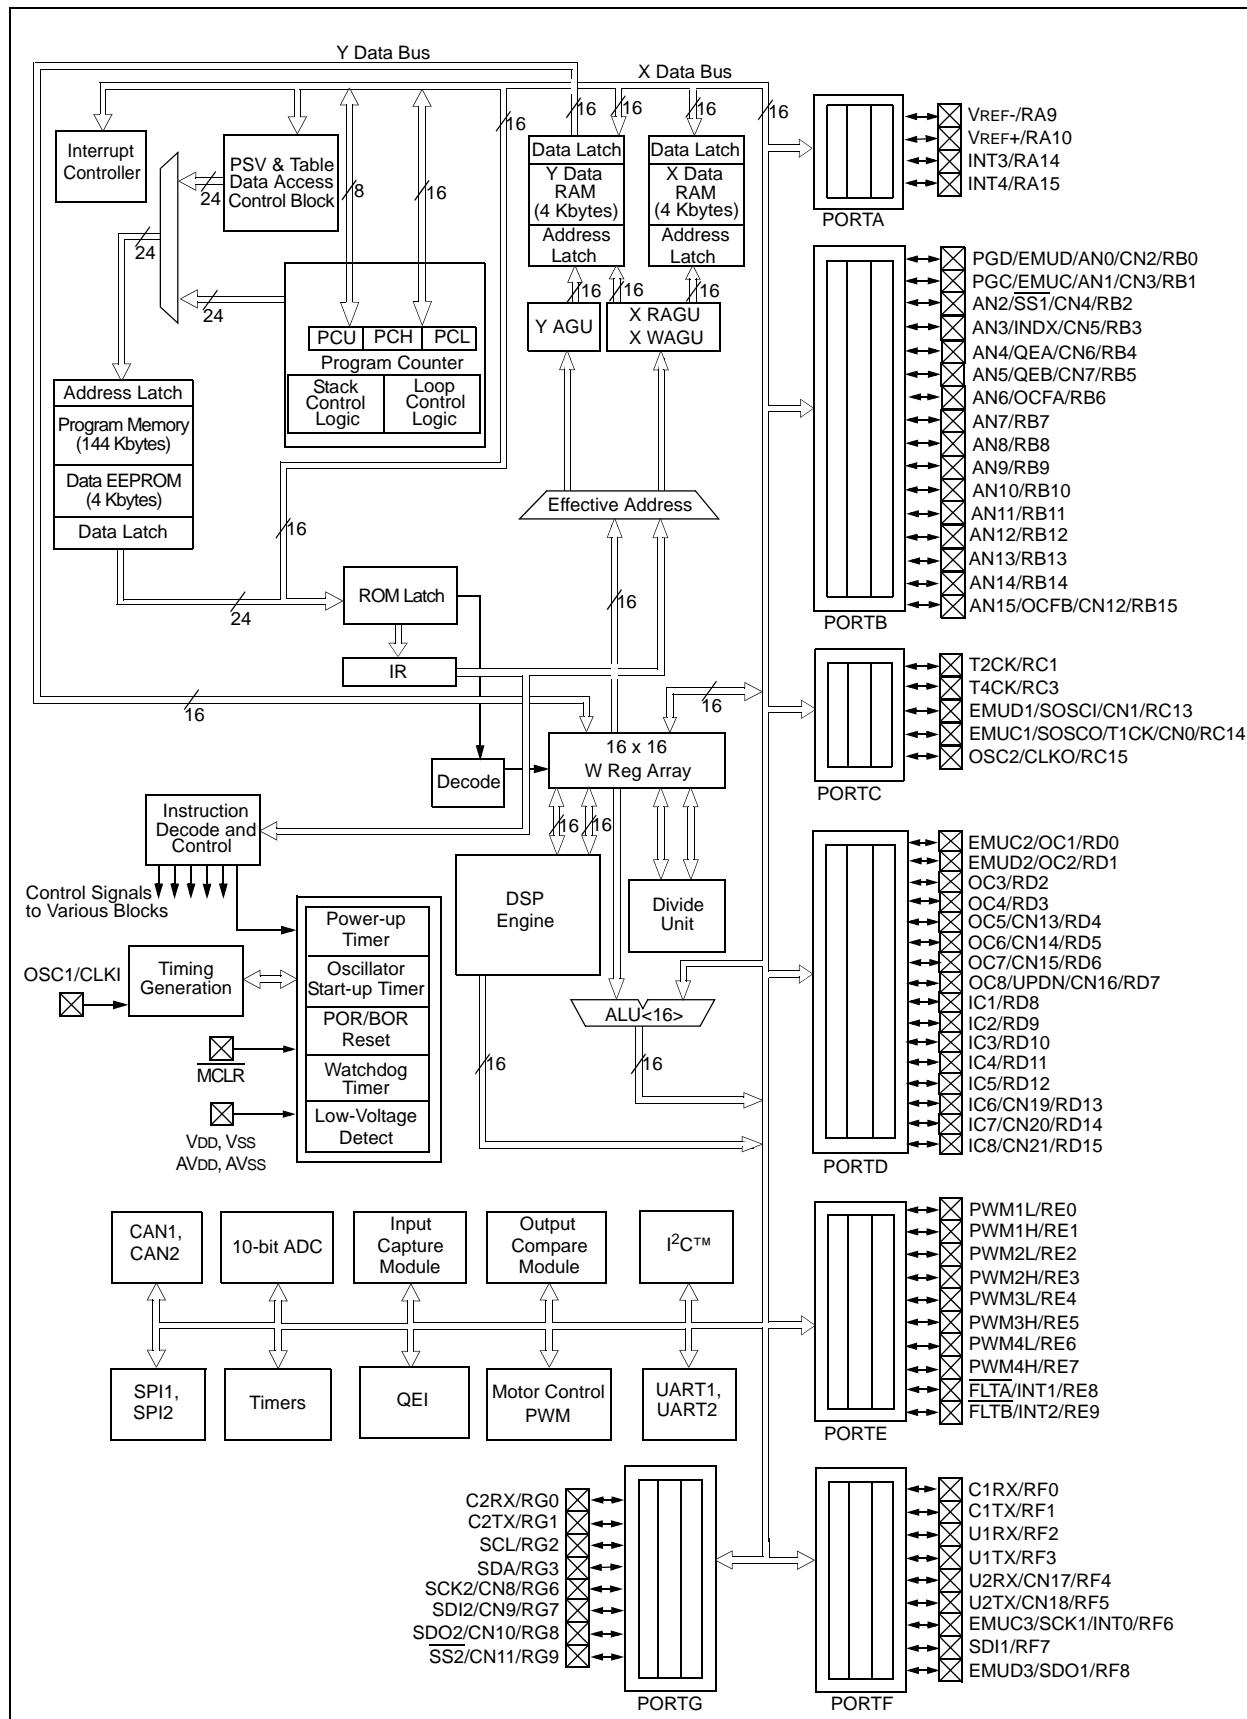 Y Data Bus
X Data Bus
16
16
16
16
16
Interrupt
Controller
PSV & Table
Data Access
Control Block
24
8
16
24
24
Data Latch
Y Data
RAM
(4 Kbytes)
Address
Latch
Data Latch
X Data
RAM
(4 Kbytes)
Address
Latch
16
16
16
Y AGU
X RAGU
X WAGU
PCU
PCH
PCL
Program Counter
Stack
Control
Logic
Loop
Control
Logic
Address Latch
Program Memory
(144 Kbytes)
Data EEPROM
(4 Kbytes)
Data Latch
Effective Address
16
24
ROM Latch
16
IR
16
16
16 x 16
W Reg Array
Decode
Instruction
Decode and
Control
16
16
Control Signals
to Various Blocks
DSP
Engine
Divide
Unit
Power-up
Timer
Oscillator
Start-up Timer
POR/BOR
Reset
Watchdog
Timer
Low-Voltage
Detect
OSC1/CLKI
Timing
Generation
MCLR
VDD, VSS
AVDD, AVSS
ALU<16>
16
16
CAN1,
CAN2
10-bit ADC
Input
Capture
Module
Output
Compare
Module
I²C™
SPI1,
SPI2
Timers
QEI
Motor Control
PWM
UART1,
UART2
VREF-/RA9
VREF+/RA10
INT3/RA14
INT4/RA15
PORTA
PGD/EMUD/AN0/CN2/RB0
PGC/EMUC/AN1/CN3/RB1
AN2/SS1/CN4/RB2
AN3/INDX/CN5/RB3
AN4/QEA/CN6/RB4
AN5/QEB/CN7/RB5
AN6/OCFA/RB6
AN7/RB7
AN8/RB8
AN9/RB9
AN10/RB10
AN11/RB11
AN12/RB12
AN13/RB13
AN14/RB14
AN15/OCFB/CN12/RB15
PORTB
T2CK/RC1
T4CK/RC3
EMUD1/SOSCI/CN1/RC13
EMUC1/SOSCO/T1CK/CN0/RC14
OSC2/CLKO/RC15
PORTC
EMUC2/OC1/RD0
EMUD2/OC2/RD1
OC3/RD2
OC4/RD3
OC5/CN13/RD4
OC6/CN14/RD5
OC7/CN15/RD6
OC8/UPDN/CN16/RD7
IC1/RD8
IC2/RD9
IC3/RD10
IC4/RD11
IC5/RD12
IC6/CN19/RD13
IC7/CN20/RD14
IC8/CN21/RD15
PORTD
PWM1L/RE0
PWM1H/RE1
PWM2L/RE2
PWM2H/RE3
PWM3L/RE4
PWM3H/RE5
PWM4L/RE6
PWM4H/RE7
FLTA/INT1/RE8
FLTB/INT2/RE9
PORTE
C2RX/RG0
C2TX/RG1
SCL/RG2
SDA/RG3
SCK2/CN8/RG6
SDI2/CN9/RG7
SDO2/CN10/RG8
SS2/CN11/RG9
PORTG
C1RX/RF0
C1TX/RF1
U1RX/RF2
U1TX/RF3
U2RX/CN17/RF4
U2TX/CN18/RF5
EMUC3/SCK1/INT0/RF6
SDI1/RF7
EMUD3/SDO1/RF8
PORTF